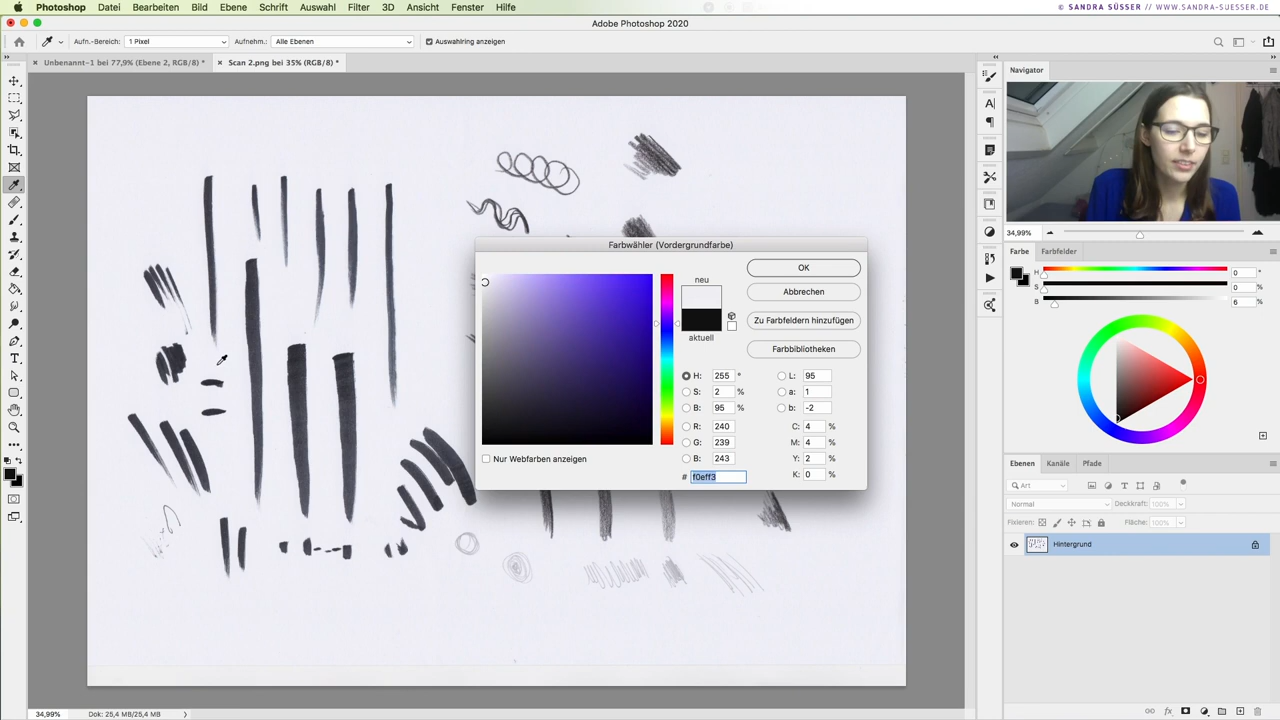 Photoshop Datei Bearbeiten Bild Ebene Schrift Auswahl Filter 3D Ansicht Fenster Hilfe
© SANDRA SÜSSER // WWW.SANDRA-SUESSER.DE
Adobe Photoshop 2020
Aufn.-Bereich: 1 Pixel Aufnehm.: Alle Ebenen Auswahlring anzeigen
Unbenannt-1 bei 77,9% (Ebene 2, RGB/8) * Scan 2.png bei 35% (RGB/8) *
Navigator
34,99%
Farbe Farbfelder
H 0 °
S 0 %
B 6 %
Farbwähler (Vordergrundfarbe)
neu
aktuell
OK
Abbrechen
Zu Farbfeldern hinzufügen
Farbbibliotheken
H: 255 ° L: 95
S: 2 % a: 1
B: 95 % b: -2
R: 240 C: 4 %
G: 239 M: 4 %
B: 243 Y: 2 %
# f0eff3 K: 0 %
Nur Webfarben anzeigen
Ebenen Kanäle Pfade
Art
Normal Deckkraft: 100%
Fixieren: Fläche: 100%
Hintergrund
34,99% Dok: 25,4 MB/25,4 MB